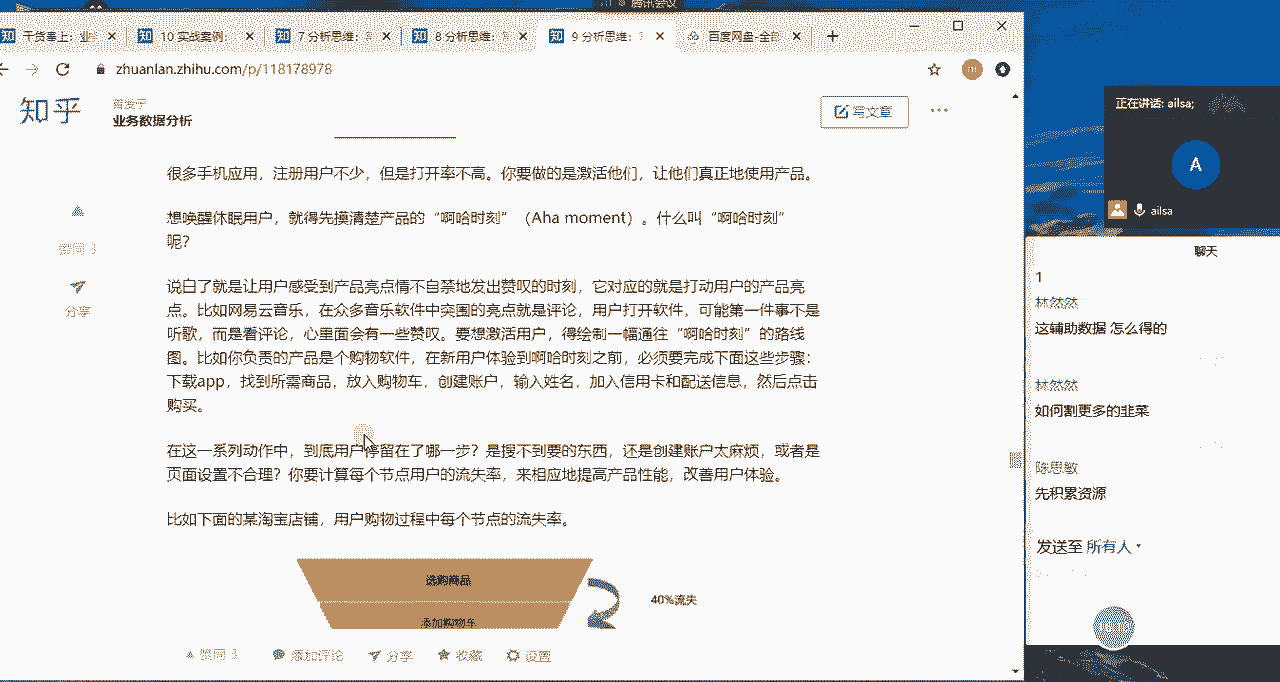 腾讯会议
干货奉上：业
10 实战案例：
7 分析思维：
8 分析思维：
9 分析思维：
百度网盘-全部
zhuanlan.zhihu.com/p/118178978
知乎
业务数据分析
写文章
正在讲话: ailsa;
A
ailsa
很多手机应用，注册用户不少，但是打开率不高。你要做的是激活他们，让他们真正地使用产品。
想唤醒休眠用户，就得先摸清楚产品的“啊哈时刻”（Aha moment）。什么叫“啊哈时刻”
呢？
说白了就是让用户感受到产品亮点情不自禁地发出赞叹的时刻，它对应的就是打动用户的产品亮
点。比如网易云音乐，在众多音乐软件中突围的亮点就是评论，用户打开软件，可能第一件事不是
听歌，而是看评论，心里面会有一些赞叹。要想激活用户，得绘制一幅通往“啊哈时刻”的路线
图。比如你负责的产品是个购物软件，在新用户体验到啊哈时刻之前，必须要完成下面这些步骤：
下载app，找到所需商品，放入购物车，创建账户，输入姓名，加入信用卡和配送信息，然后点击
购买。
在这一系列动作中，到底用户停留在了哪一步？是搜不到要的东西，还是创建账户太麻烦，或者是
页面设置不合理？你要计算每个节点用户的流失率，来相应地提高产品性能，改善用户体验。
比如下面的某淘宝店铺，用户购物过程中每个节点的流失率。
选购商品
添加购物车
40%流失
赞同 3
分享
赞同 3
添加评论
分享
收藏
设置
聊天
1
林然然
这辅助数据 怎么得的
林然然
如何割更多的韭菜
陈思敏
先积累资源
发送至 所有人